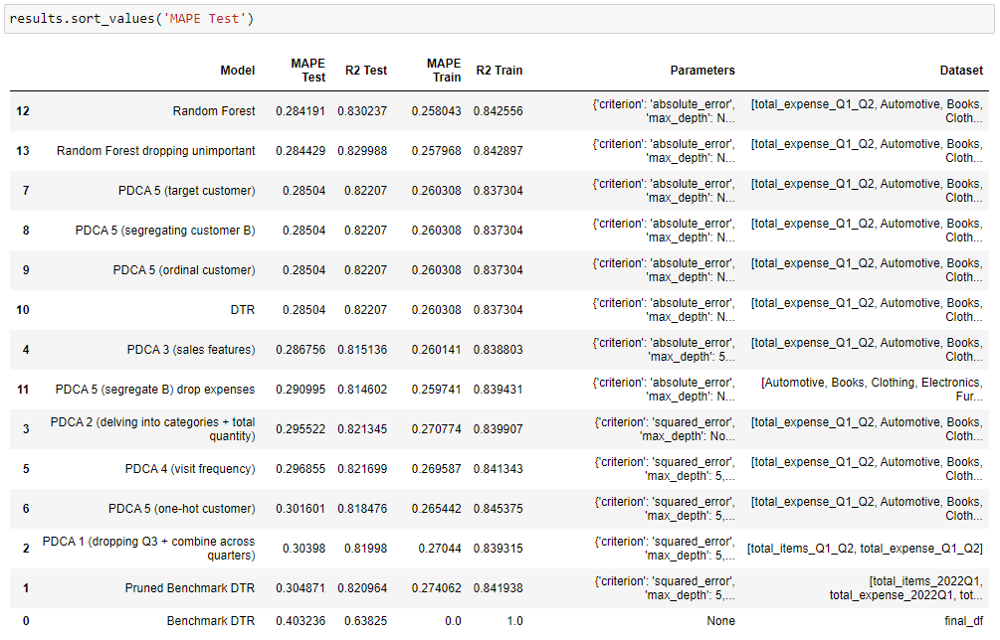 results.sort_values('MAPE Test')
Model MAPE Test R2 Test MAPE Train R2 Train Parameters Dataset
12 Random Forest 0.284191 0.830237 0.258043 0.842556 {'criterion': 'absolute_error', 'max_depth': N... [total_expense_Q1_Q2, Automotive, Books, Cloth...
13 Random Forest dropping unimportant 0.284429 0.829988 0.257968 0.842897 {'criterion': 'absolute_error', 'max_depth': N... [total_expense_Q1_Q2, Automotive, Books, Cloth...
7 PDCA 5 (target customer) 0.28504 0.82207 0.260308 0.837304 {'criterion': 'absolute_error', 'max_depth': N... [total_expense_Q1_Q2, Automotive, Books, Cloth...
8 PDCA 5 (segregating customer B) 0.28504 0.82207 0.260308 0.837304 {'criterion': 'absolute_error', 'max_depth': N... [total_expense_Q1_Q2, Automotive, Books, Cloth...
9 PDCA 5 (ordinal customer) 0.28504 0.82207 0.260308 0.837304 {'criterion': 'absolute_error', 'max_depth': N... [total_expense_Q1_Q2, Automotive, Books, Cloth...
10 DTR 0.28504 0.82207 0.260308 0.837304 {'criterion': 'absolute_error', 'max_depth': N... [total_expense_Q1_Q2, Automotive, Books, Cloth...
4 PDCA 3 (sales features) 0.286756 0.815136 0.260141 0.838803 {'criterion': 'absolute_error', 'max_depth': 5... [total_expense_Q1_Q2, Automotive, Books, Cloth...
11 PDCA 5 (segregate B) drop expenses 0.290995 0.814602 0.259741 0.839431 {'criterion': 'absolute_error', 'max_depth': N... [Automotive, Books, Clothing, Electronics, Fur...
3 PDCA 2 (delving into categories + total quantity) 0.295522 0.821345 0.270774 0.839907 {'criterion': 'squared_error', 'max_depth': No... [total_expense_Q1_Q2, Automotive, Books, Cloth...
5 PDCA 4 (visit frequency) 0.296855 0.821699 0.269587 0.841343 {'criterion': 'squared_error', 'max_depth': 5,... [total_expense_Q1_Q2, Automotive, Books, Cloth...
6 PDCA 5 (one-hot customer) 0.301601 0.818476 0.265442 0.845375 {'criterion': 'squared_error', 'max_depth': 5,... [total_expense_Q1_Q2, Automotive, Books, Cloth...
2 PDCA 1 (dropping Q3 + combine across quarters) 0.30398 0.81998 0.27044 0.839315 {'criterion': 'squared_error', 'max_depth': 5,... [total_items_Q1_Q2, total_expense_Q1_Q2]
1 Pruned Benchmark DTR 0.304871 0.820964 0.274062 0.841938 {'criterion': 'squared_error', 'max_depth': 5,... [total_items_2022Q1, total_expense_2022Q1, tot...
0 Benchmark DTR 0.403236 0.63825 0.0 1.0 None final_df